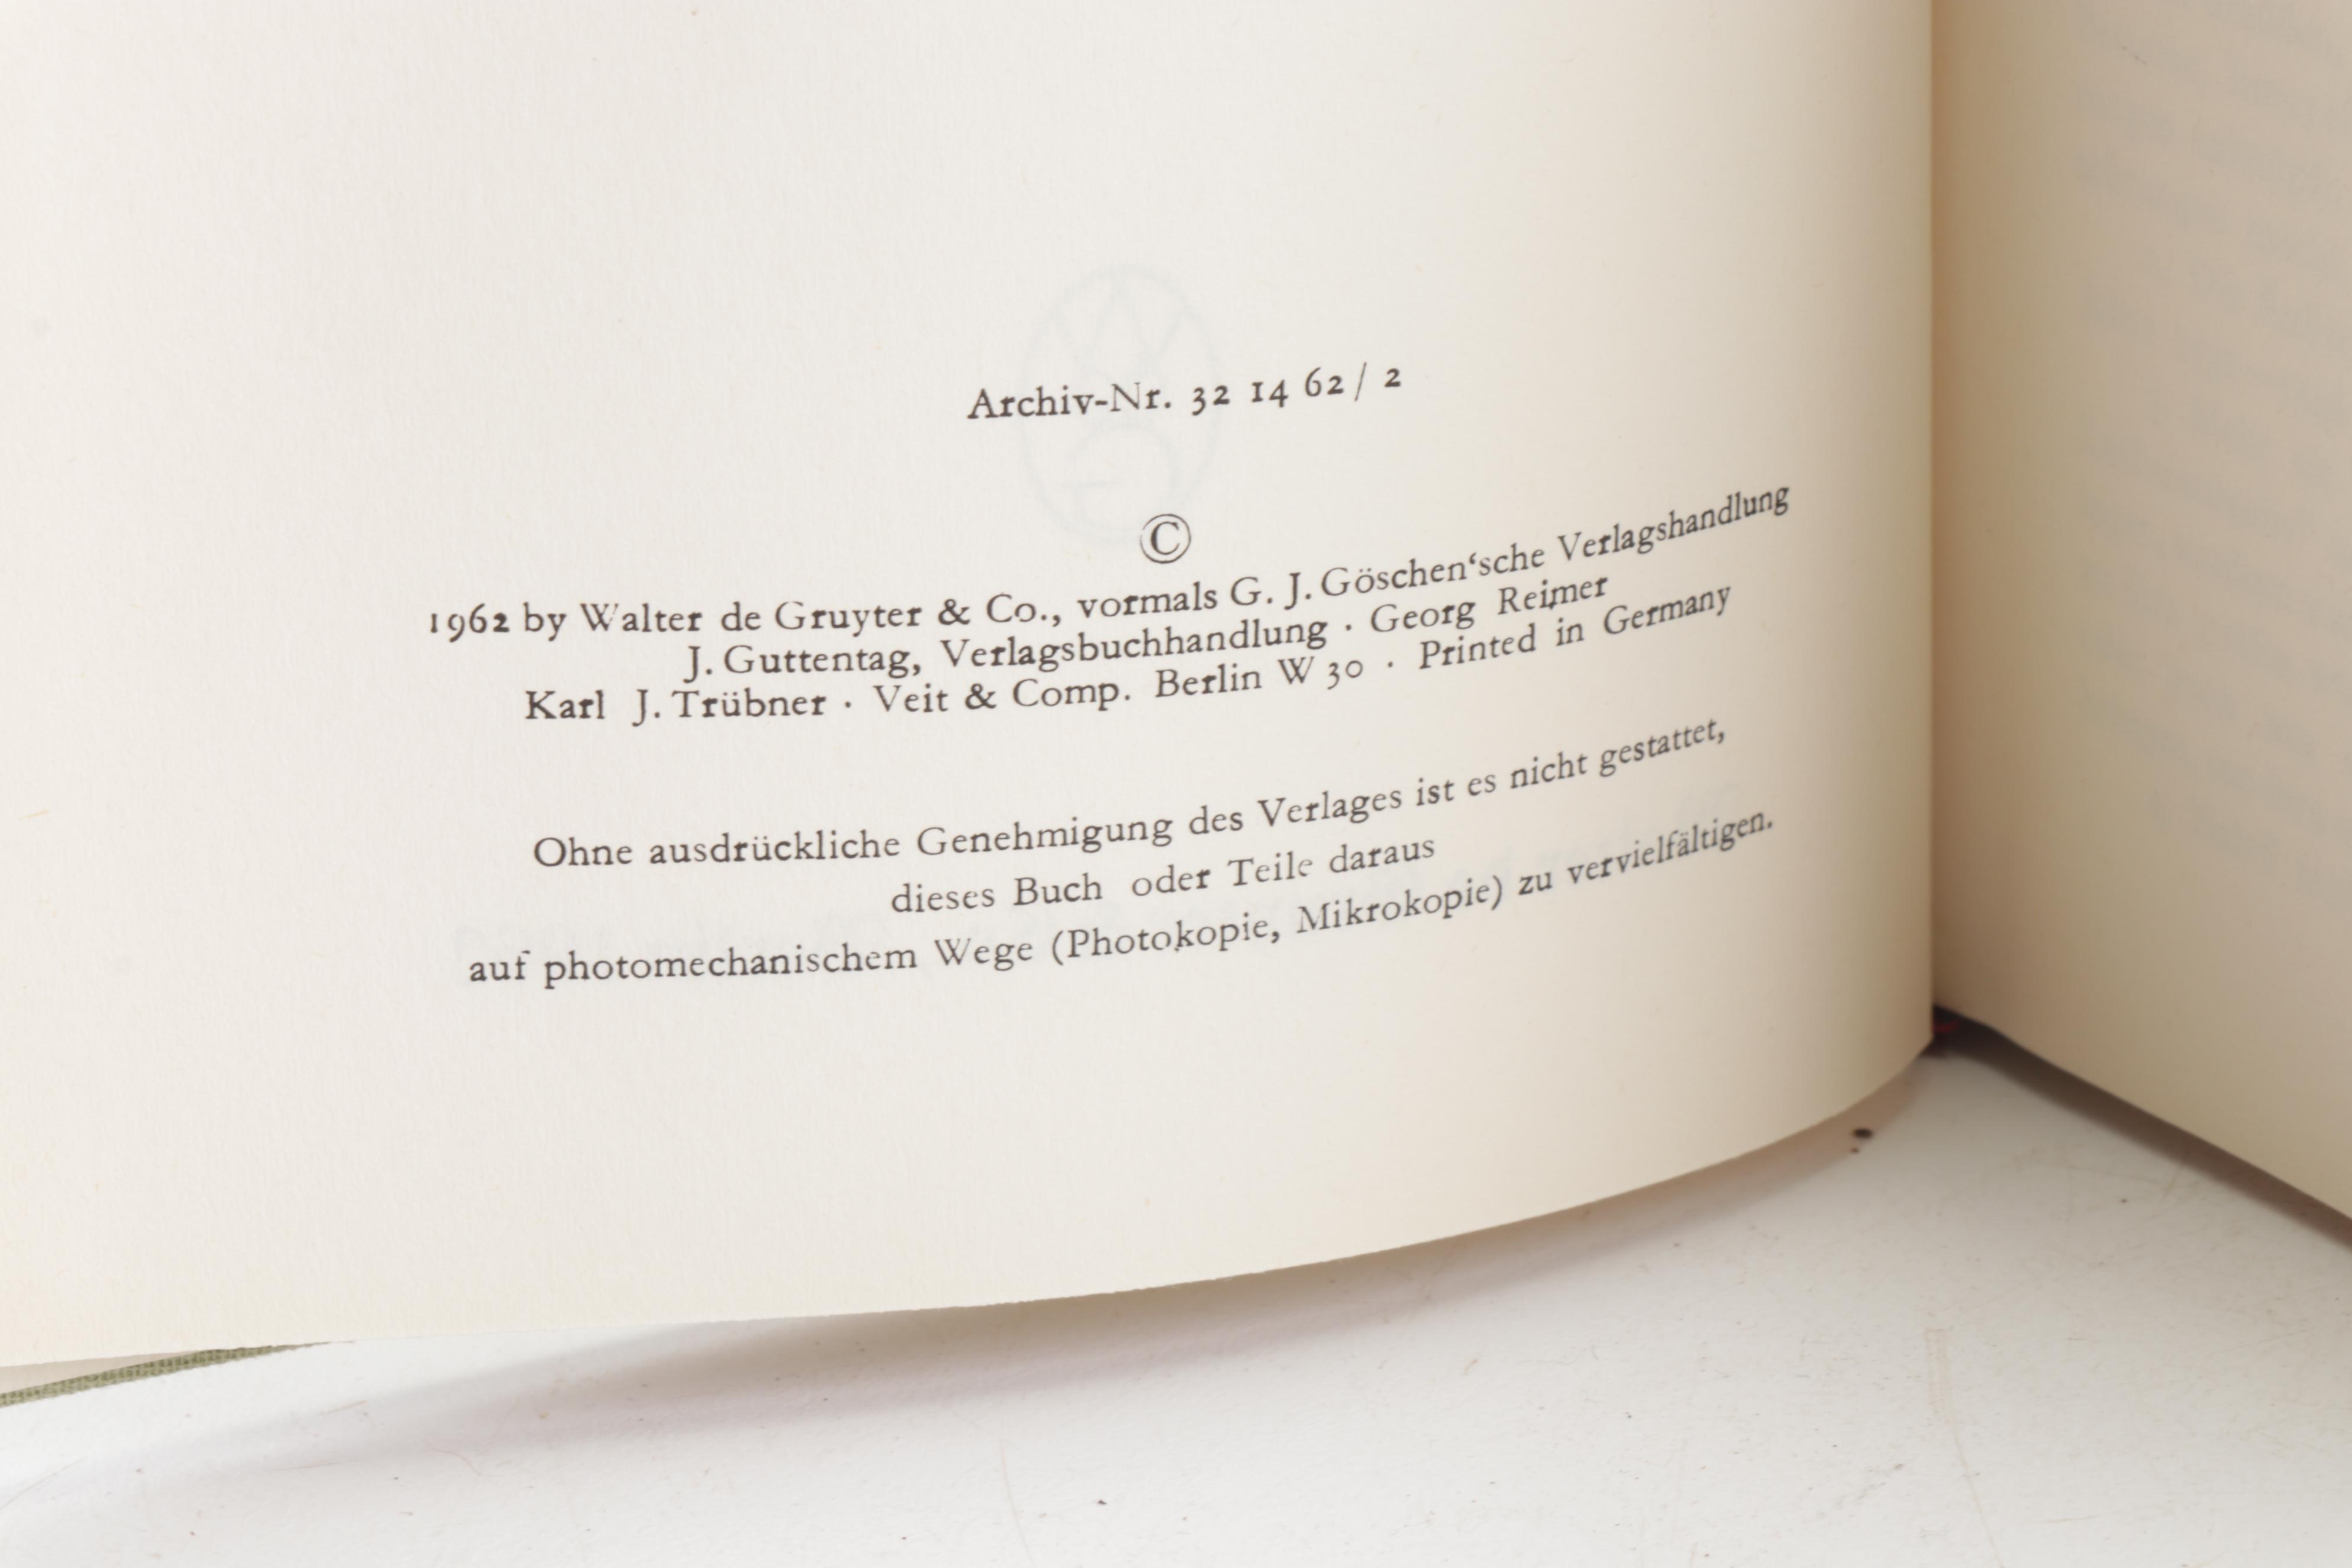 Archiv-Nr. 32 14 62/ 2
©
1962 by Walter de Gruyter & Co., vormals G. J. Göschen‘sche Verlagshandlung
J. Guttentag, Verlagsbuchhandlung · Georg Reimer
Karl J. Trübner · Veit & Comp. Berlin W 30 · Printed in Germany
Ohne ausdrückliche Genehmigung des Verlages ist es nicht gestattet,
dieses Buch oder Teile daraus
auf photomechanischem Wege (Photokopie, Mikrokopie) zu vervielfältigen.